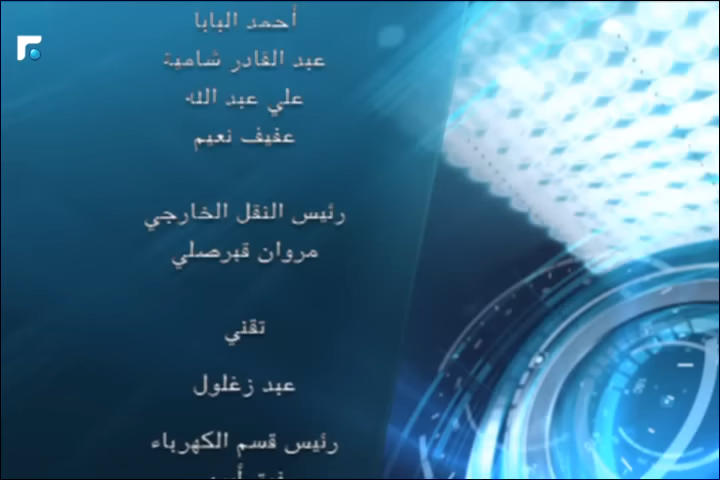 أحمد البابا
عبد القادر شامية
علي عبد الله
عفيف نعيم
رئيس النقل الخارجي
مروان قبرصلي
تقني
عبد زغلول
رئيس قسم الكهرباء